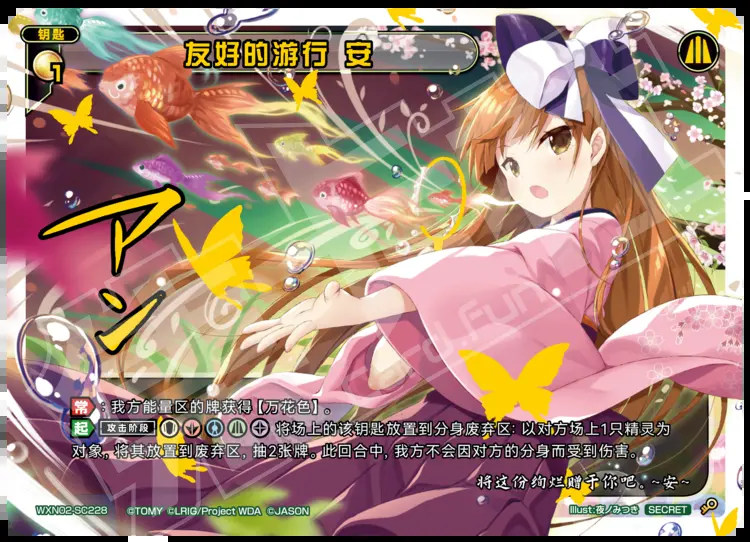 钥匙
友好的游行 安
1
アン
常：我方能量区的牌获得【万花色】。
起 攻击阶段 将场上的该钥匙放置到分身废弃区：以对方场上1只精灵为
对象，将其放置到废弃区，抽2张牌。此回合中，我方不会因对方的分身而受到伤害。
将这份绚烂赠于你吧。~安~
WXN02-SC228 ©TOMY ©LRIG/Project WDA ©JASON Illust:夜ノみつき SECRET